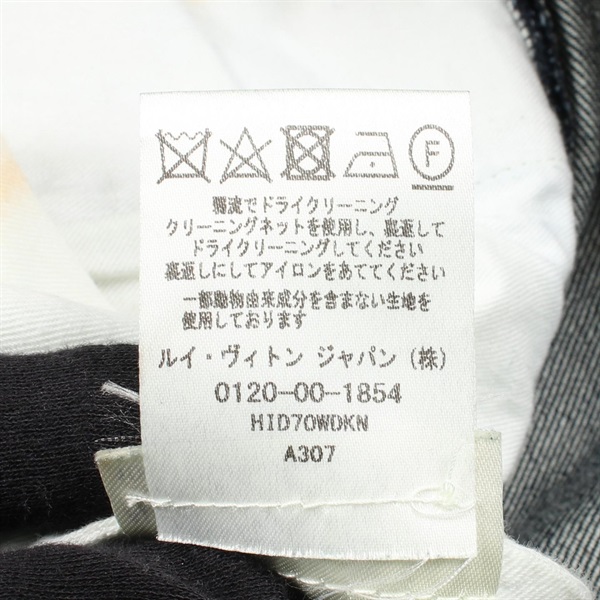 F
弱減でドライクリーニング
クリーニングネットを使用し、裏返して
ドライクリーニングしてください
裏返しにしてアイロンをあててください
一部動物由来成分を含まない生地を
使用しております
ルイ・ヴィトン ジャパン (株)
0120-00-1854
HID70WDKN
A307